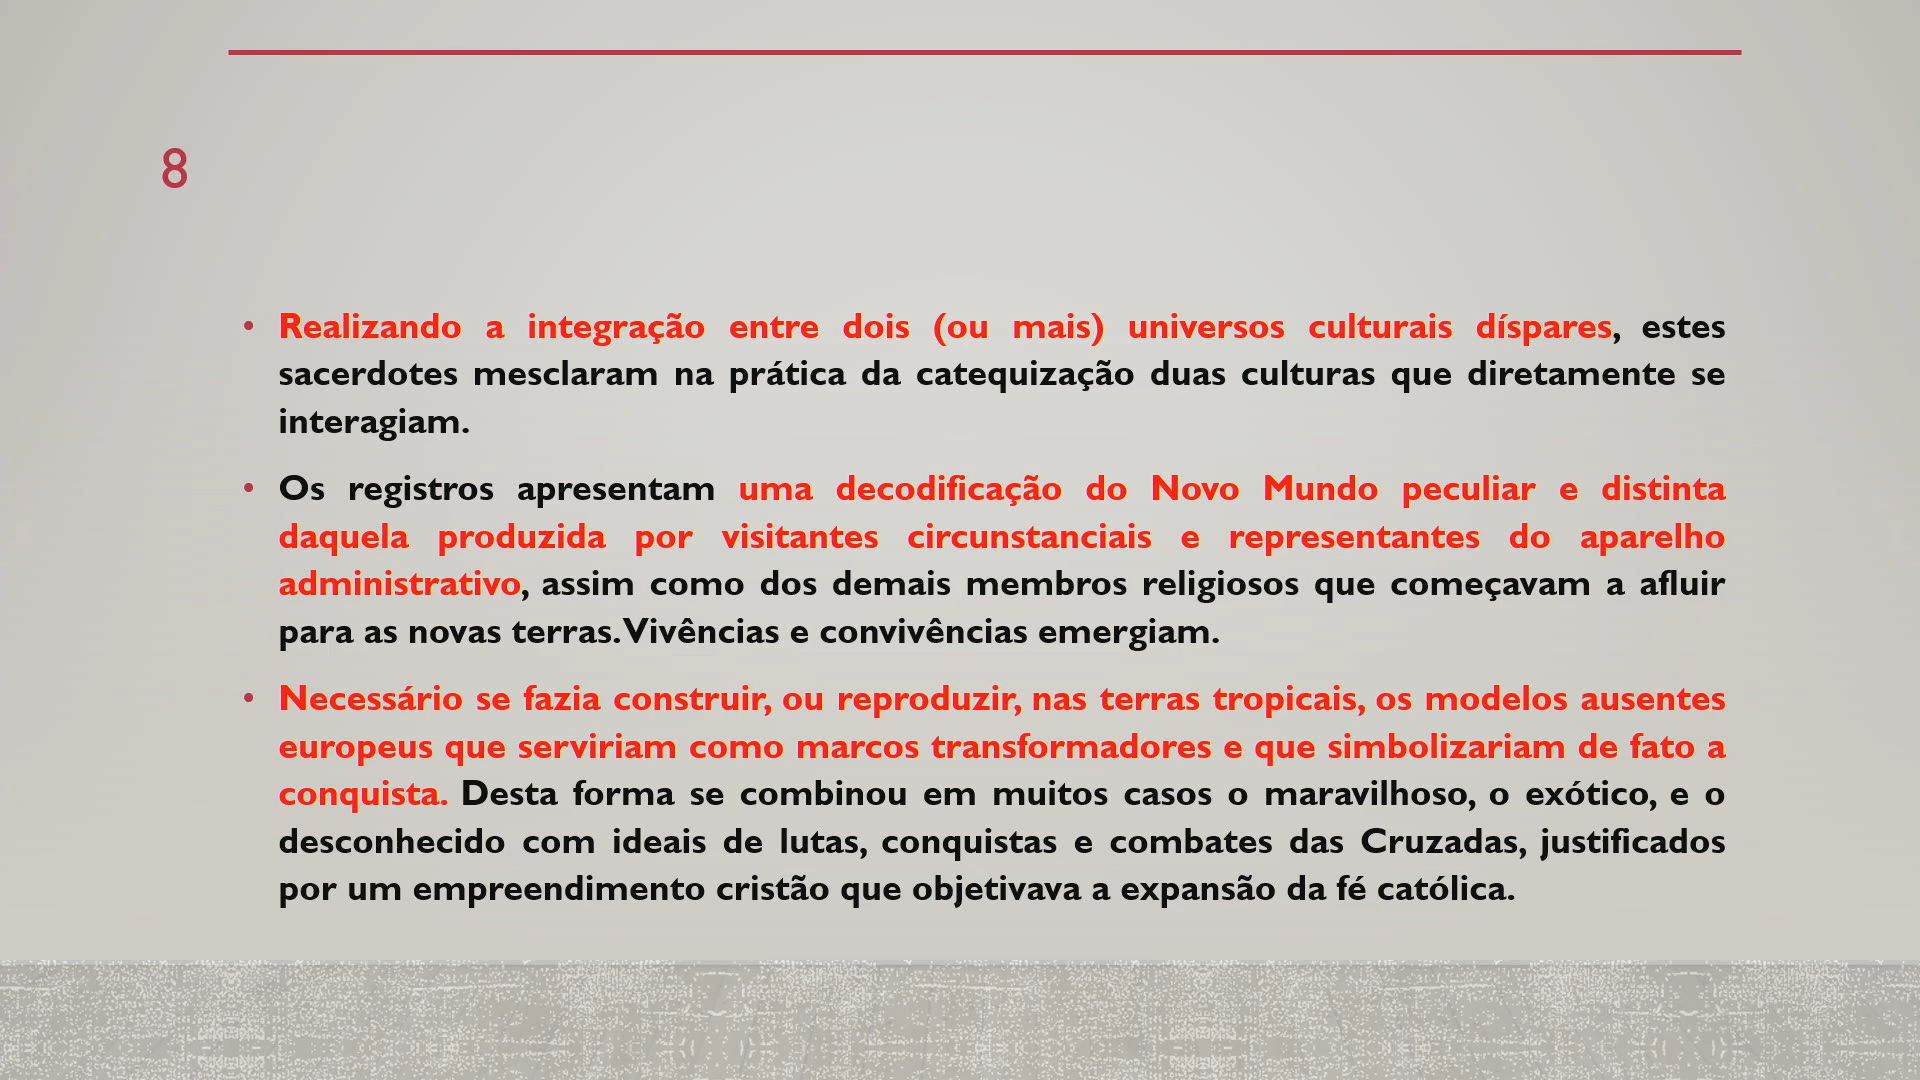 8
• Realizando a integração entre dois (ou mais) universos culturais díspares, estes
sacerdotes mesclaram na prática da catequização duas culturas que diretamente se
interagiam.
• Os registros apresentam uma decodificação do Novo Mundo peculiar e distinta
daquela produzida por visitantes circunstanciais e representantes do aparelho
administrativo, assim como dos demais membros religiosos que começavam a afluir
para as novas terras. Vivências e convivências emergiam.
• Necessário se fazia construir, ou reproduzir, nas terras tropicais, os modelos ausentes
europeus que serviriam como marcos transformadores e que simbolizariam de fato a
conquista. Desta forma se combinou em muitos casos o maravilhoso, o exótico, e o
desconhecido com ideais de lutas, conquistas e combates das Cruzadas, justificados
por um empreendimento cristão que objetivava a expansão da fé católica.